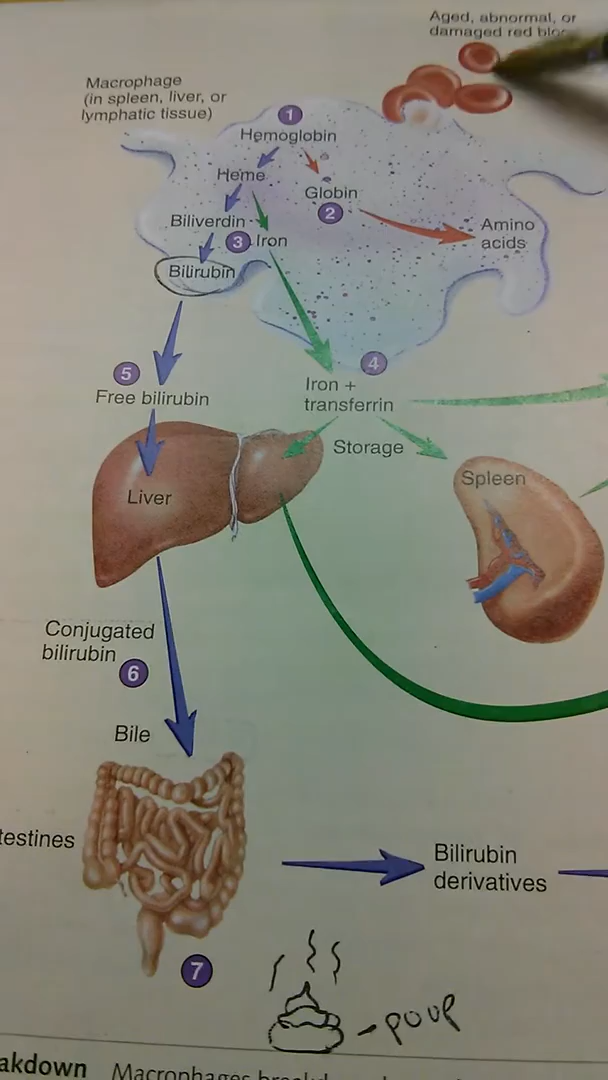 Aged, abnormal, or
damaged red
Macrophage
(in spleen, liver, or
lymphatic tissue)
1
Hemoglobin
Heme
Globin
2
Biliverdin
3 Iron
Amino
acids
Bilirubin
4
5
Free bilirubin
Iron +
transferrin
Storage
Liver
Spleen
Conjugated
bilirubin
6
Bile
testines
Bilirubin
derivatives
7
- poup
akdown Macrophages